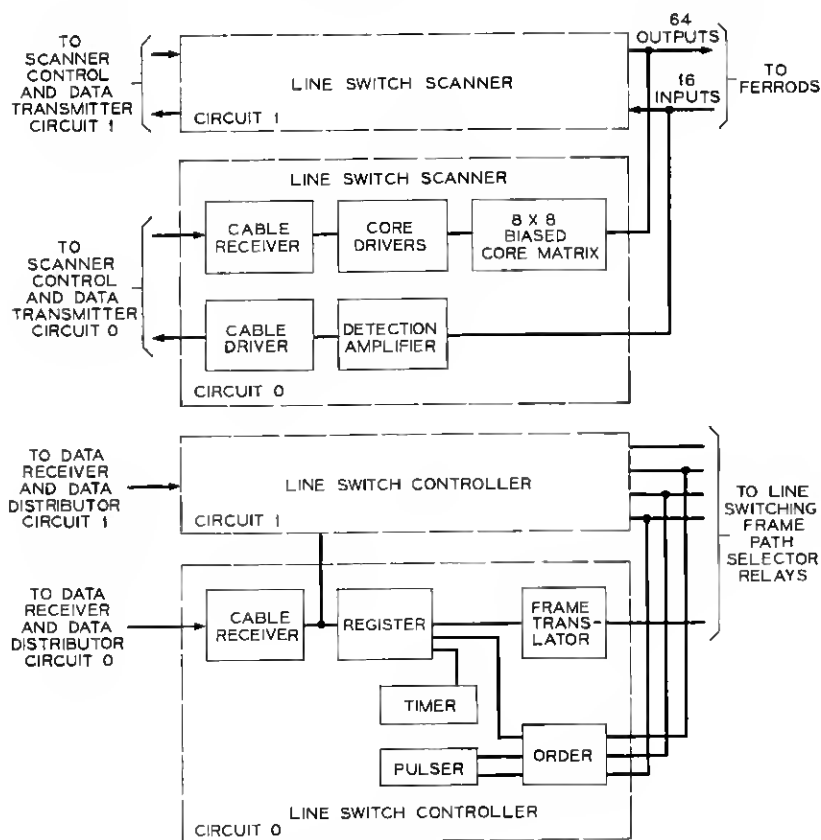 TO
SCANNER
CONTROL
AND DATA
TRANSMITTER
CIRCUIT 1
LINE SWITCH SCANNER
CIRCUIT 1
64
OUTPUTS
16
INPUTS
TO
FERRODS
LINE SWITCH SCANNER
TO
SCANNER
CONTROL
AND DATA
TRANSMITTER
CIRCUIT 0
CABLE
RECEIVER
CORE
DRIVERS
8 X 8
BIASED
CORE MATRIX
CABLE
DRIVER
DETECTION
AMPLIFIER
CIRCUIT 0
TO DATA
RECEIVER
AND DATA
DISTRIBUTOR
CIRCUIT 1
LINE SWITCH CONTROLLER
CIRCUIT 1
TO LINE
SWITCHING
FRAME
PATH
SELECTOR
RELAYS
TO DATA
RECEIVER
AND DATA
DISTRIBUTOR
CIRCUIT 0
CABLE
RECEIVER
REGISTER
FRAME
TRANS-
LATOR
TIMER
PULSER
ORDER
LINE SWITCH CONTROLLER
CIRCUIT 0